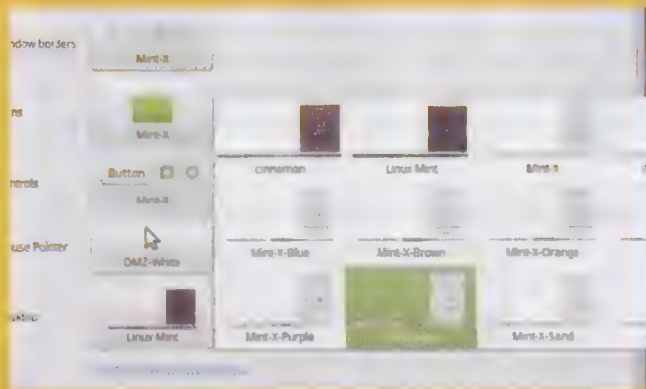 ndow borders
Mint-X
ns
Mint-X
Button
ntrols
Mint-X
cinnamon
Linux Mint
Mint-X
ouse Pointer
DMZ-White
Mint-X-Blue
Mint-X-Brown
Mint-X-Orange
Linux Mint
Mint-X-Purple
Mint-X-Sand